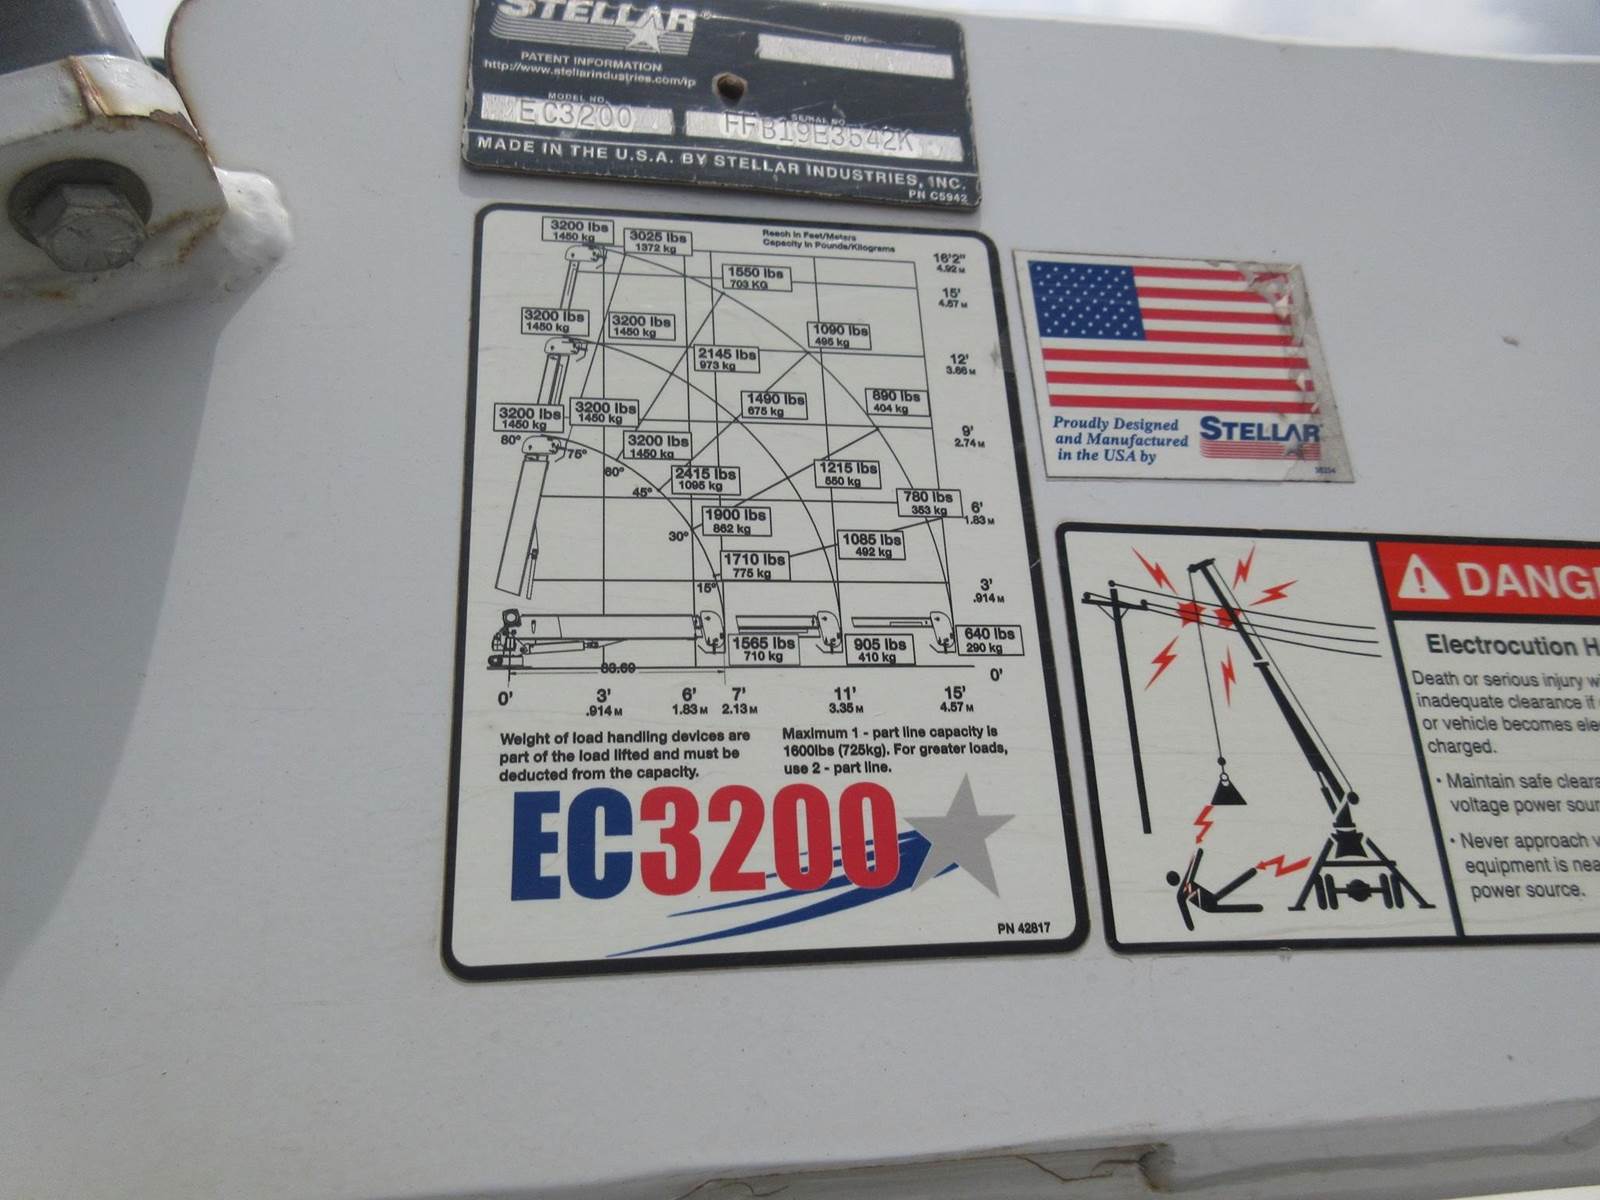 STELLAR®
DATE
PATENT INFORMATION
http://www.stellarindustries.com/ip
MODEL NO.
EC3200
SERIAL NO.
FFB19E3542K
MADE IN THE U.S.A. BY STELLAR INDUSTRIES, INC.
PN C5942
Reach in Feet/Meters
Capacity in Pounds/Kilograms
3200 lbs
1450 kg
3025 lbs
1372 kg
16'2"
4.92 M
1550 lbs
703 KG
15'
4.57 M
3200 lbs
1450 kg
3200 lbs
1450 kg
1090 lbs
495 kg
2145 lbs
973 kg
12'
3.66 M
3200 lbs
1450 kg
3200 lbs
1450 kg
1490 lbs
675 kg
890 lbs
404 kg
9'
2.74 M
80°
75°
3200 lbs
1450 kg
60°
2415 lbs
1095 kg
1215 lbs
550 kg
45°
780 lbs
353 kg
6'
1.83 M
1900 lbs
862 kg
30°
1085 lbs
492 kg
1710 lbs
775 kg
15°
3'
.914 M
1565 lbs
710 kg
905 lbs
410 kg
640 lbs
290 kg
0'
0'
3'
.914 M
6'
1.83 M
7'
2.13 M
11'
3.35 M
15'
4.57 M
Weight of load handling devices are
part of the load lifted and must be
deducted from the capacity.
Maximum 1 - part line capacity is
1600lbs (725kg). For greater loads,
use 2 - part line.
EC3200
PN 42817
Proudly Designed
and Manufactured
in the USA by
STELLAR
DANG
Electrocution H
Death or serious injury w
inadequate clearance if
or vehicle becomes ele
charged.
• Maintain safe cleara
voltage power sour
• Never approach v
equipment is nea
power source.